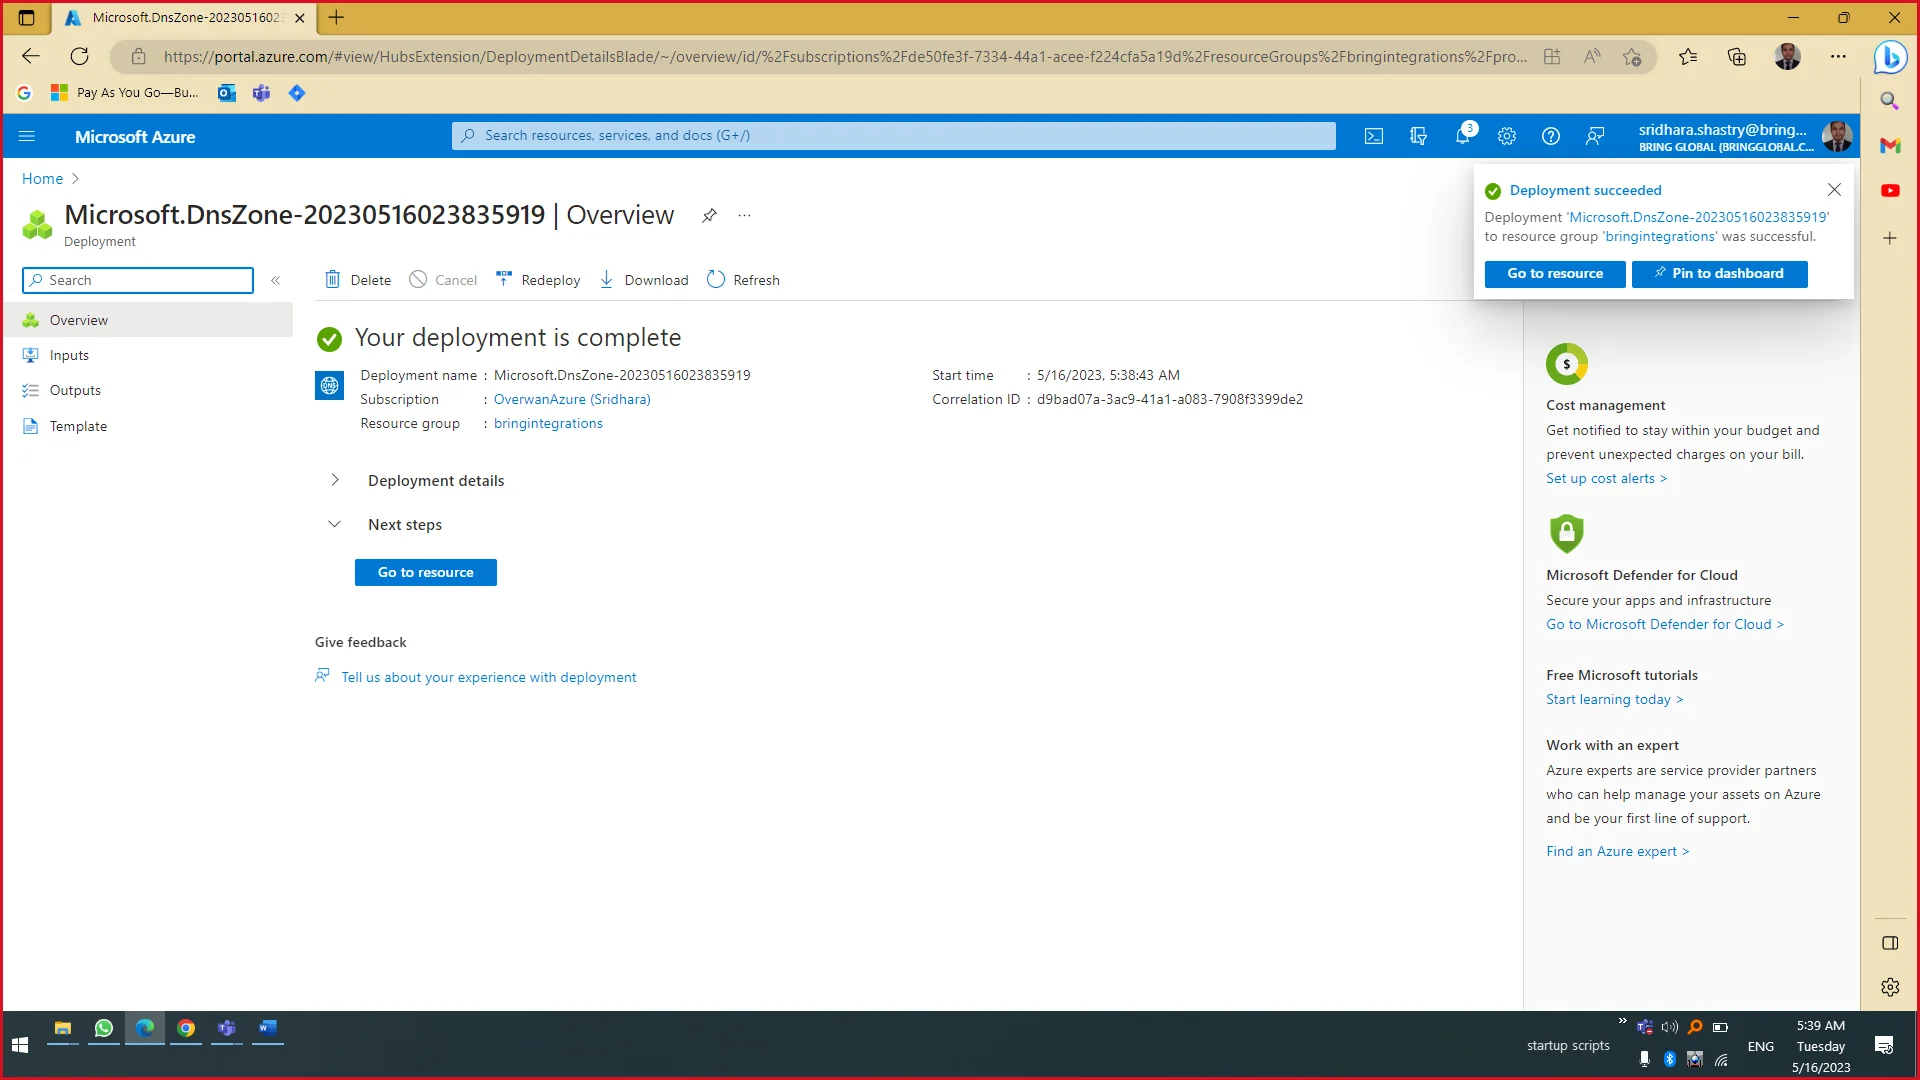 Microsoft.DnsZone-20230516023
https://portal.azure.com/#view/HubsExtension/DeploymentDetailsBlade/~/overview/id/%2Fsubscriptions%2Fde50fe3f-7334-44a1-acee-f224cfa5a19d%2FresourceGroups%2Fbringintegrations%2Fpro...
Pay As You Go—Bu...
Microsoft Azure
Search resources, services, and docs (G+/)
3
sridhara.shastry@bring...
BRING GLOBAL (BRINGGLOBAL.C...
Home
Microsoft.DnsZone-20230516023835919 | Overview
Deployment
Deployment succeeded
Deployment 'Microsoft.DnsZone-20230516023835919'
to resource group 'bringintegrations' was successful.
Go to resource
Pin to dashboard
Search
Delete
Cancel
Redeploy
Download
Refresh
Overview
Inputs
Outputs
Template
Your deployment is complete
Deployment name : Microsoft.DnsZone-20230516023835919
Subscription : OverwanAzure (Sridhara)
Resource group : bringintegrations
Start time : 5/16/2023, 5:38:43 AM
Correlation ID : d9bad07a-3ac9-41a1-a083-7908f3399de2
Deployment details
Next steps
Go to resource
Give feedback
Tell us about your experience with deployment
Cost management
Get notified to stay within your budget and
prevent unexpected charges on your bill.
Set up cost alerts >
Microsoft Defender for Cloud
Secure your apps and infrastructure
Go to Microsoft Defender for Cloud >
Free Microsoft tutorials
Start learning today >
Work with an expert
Azure experts are service provider partners
who can help manage your assets on Azure
and be your first line of support.
Find an Azure expert >
startup scripts
ENG
5:39 AM
Tuesday
5/16/2023